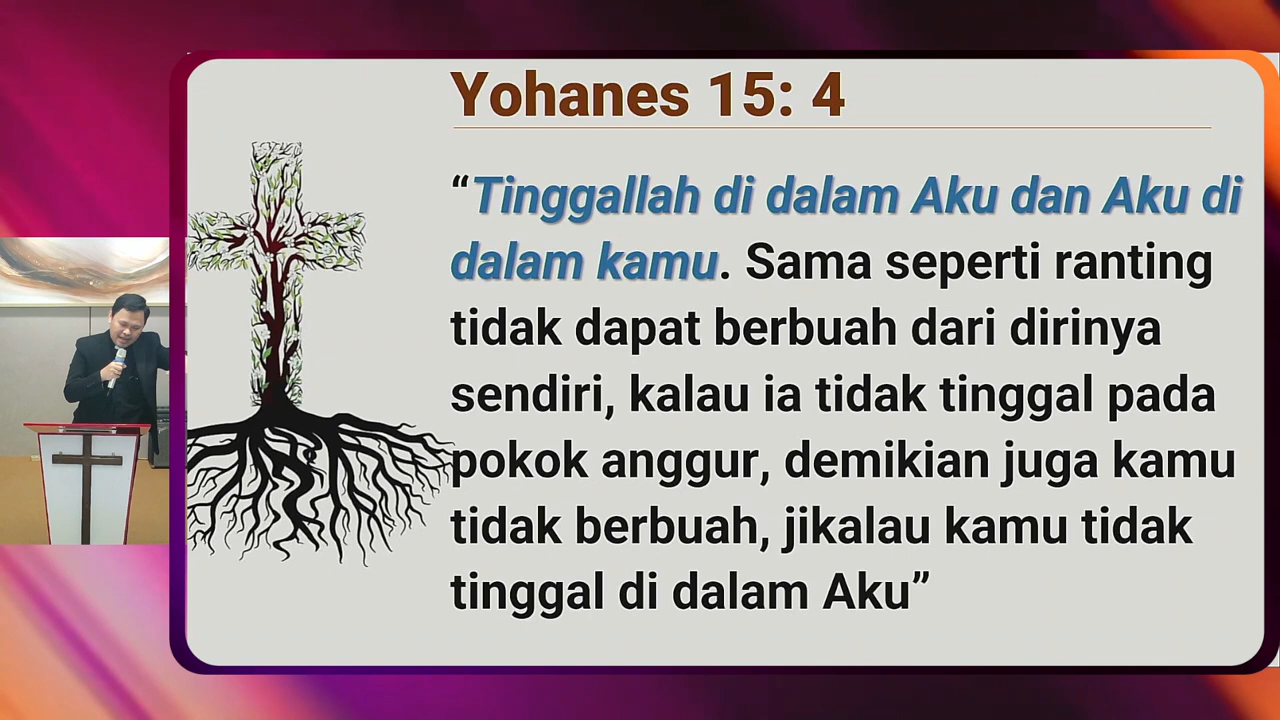 Yohanes 15: 4
“Tinggallah di dalam Aku dan Aku di
dalam kamu. Sama seperti ranting
tidak dapat berbuah dari dirinya
sendiri, kalau ia tidak tinggal pada
pokok anggur, demikian juga kamu
tidak berbuah, jikalau kamu tidak
tinggal di dalam Aku”